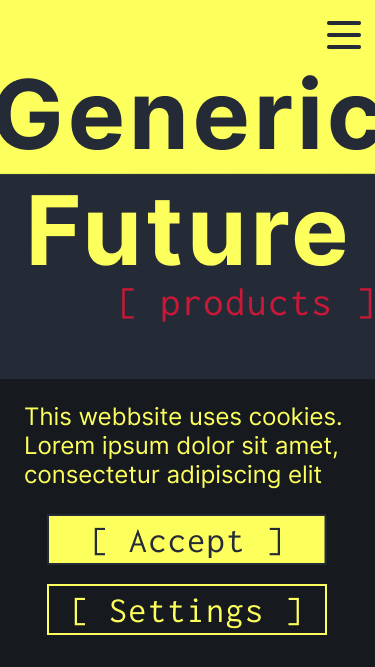 Generic
Future
[ products ]
This webbsite uses cookies.
Lorem ipsum dolor sit amet,
consectetur adipiscing elit
[ Accept ]
[ Settings ]